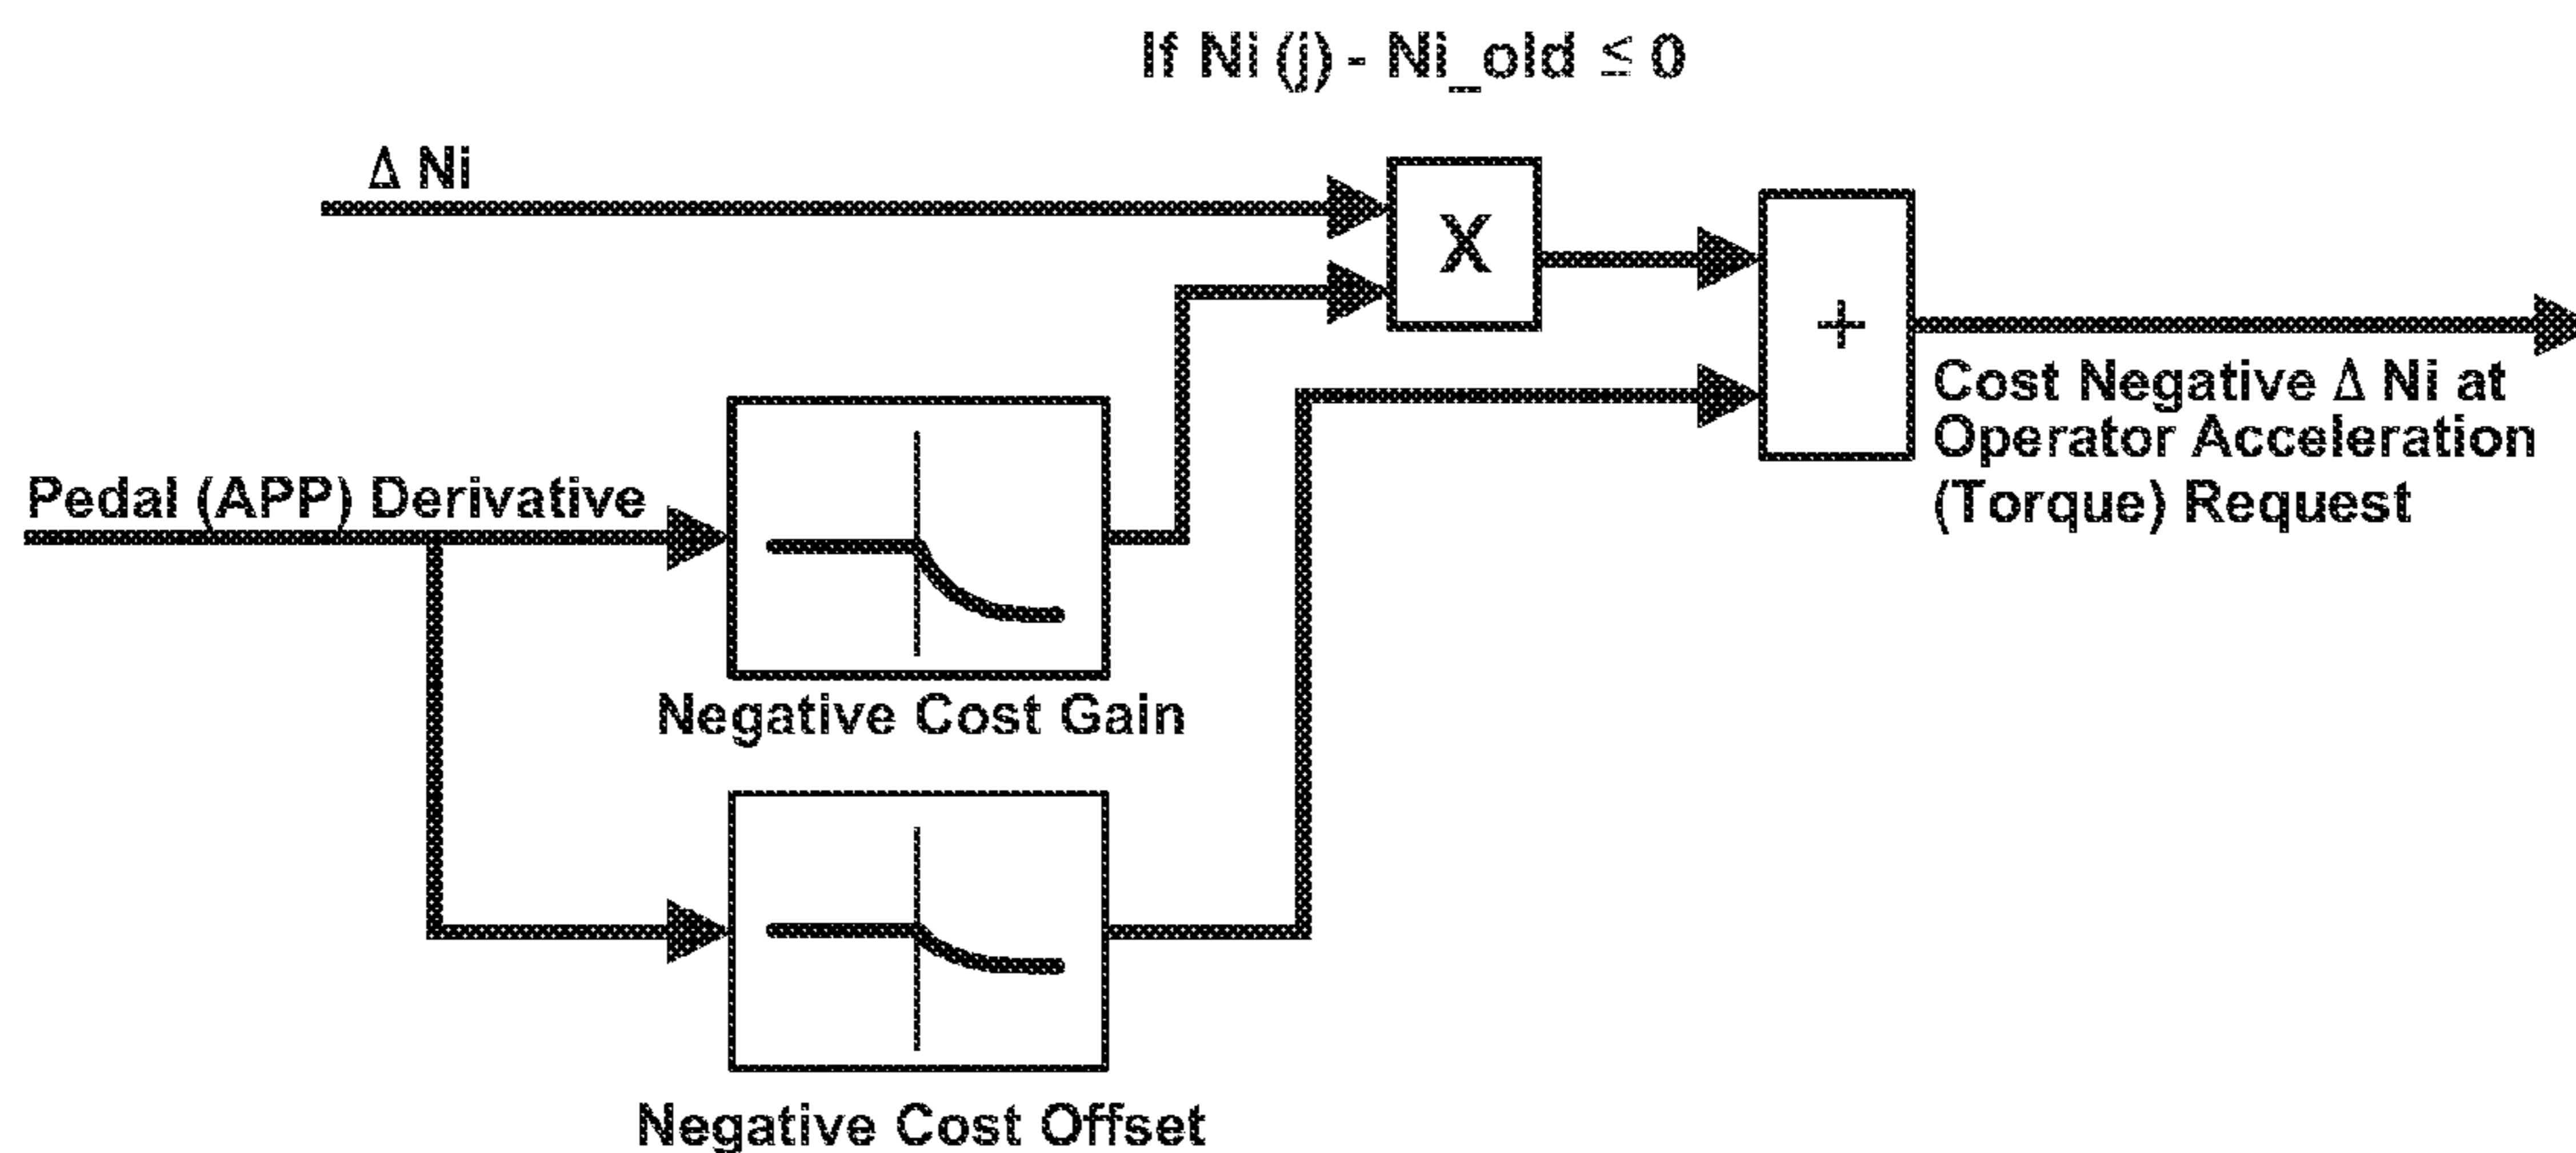 If Ni (j) - Ni_old ≤ 0
Δ Ni
X
+
Cost Negative Δ Ni at
Operator Acceleration
(Torque) Request
Pedal (APP) Derivative
Negative Cost Gain
Negative Cost Offset